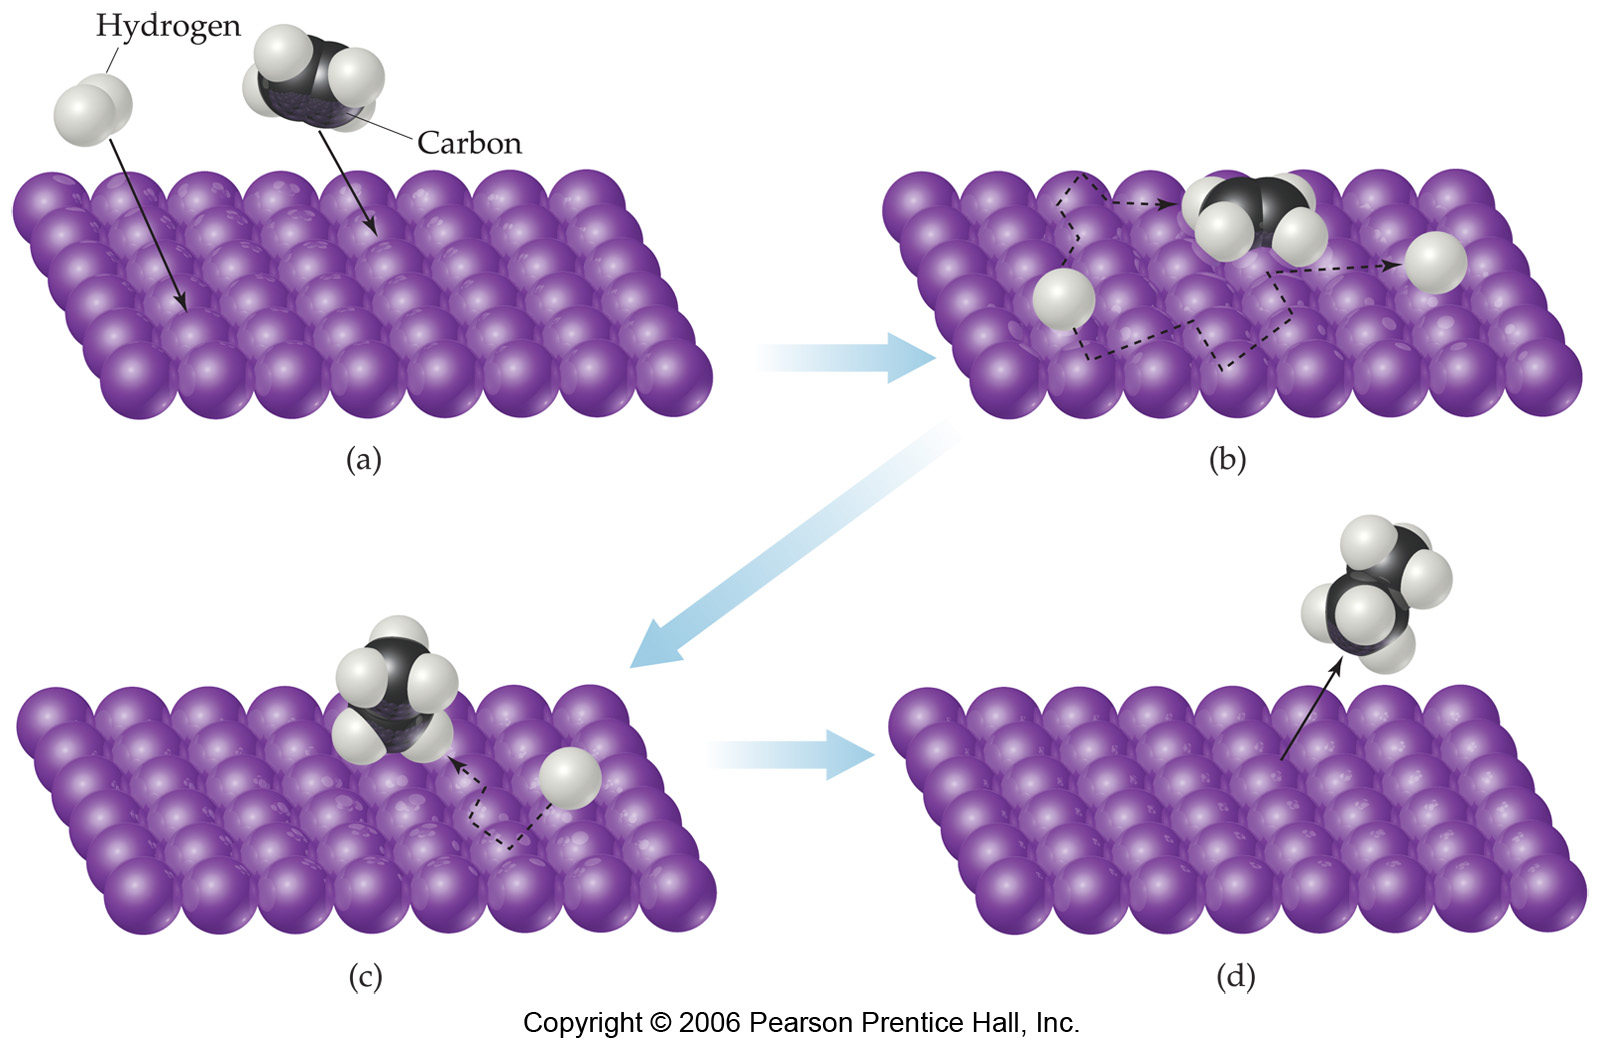 Hydrogen
Carbon
(a)
(b)
(c)
(d)
Copyright © 2006 Pearson Prentice Hall, Inc.